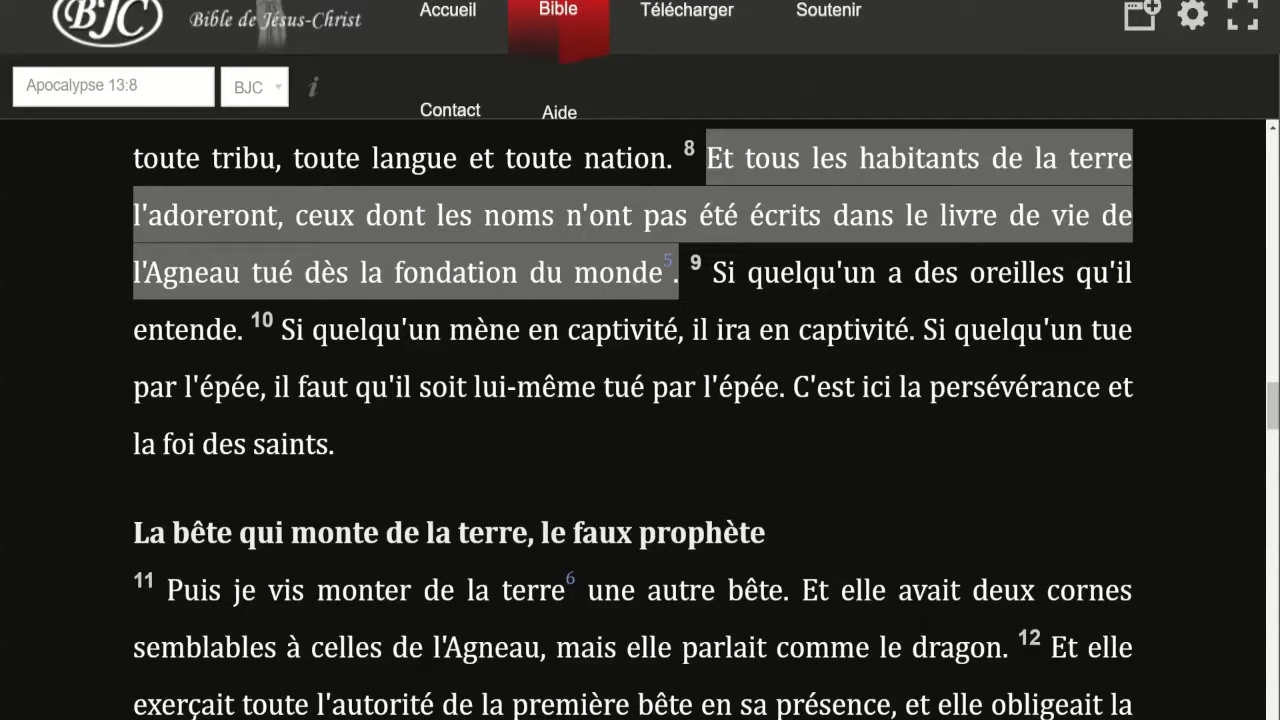 BJC Bible de Jésus-Christ
Accueil Bible Télécharger Soutenir
Apocalypse 13:8 BJC i
Contact Aide
toute tribu, toute langue et toute nation. 8 Et tous les habitants de la terre
l'adoreront, ceux dont les noms n'ont pas été écrits dans le livre de vie de
l'Agneau tué dès la fondation du monde5. 9 Si quelqu'un a des oreilles qu'il
entende. 10 Si quelqu'un mène en captivité, il ira en captivité. Si quelqu'un tue
par l'épée, il faut qu'il soit lui-même tué par l'épée. C'est ici la persévérance et
la foi des saints.
La bête qui monte de la terre, le faux prophète
11 Puis je vis monter de la terre6 une autre bête. Et elle avait deux cornes
semblables à celles de l'Agneau, mais elle parlait comme le dragon. 12 Et elle
exerçait toute l'autorité de la première bête en sa présence, et elle obligeait la